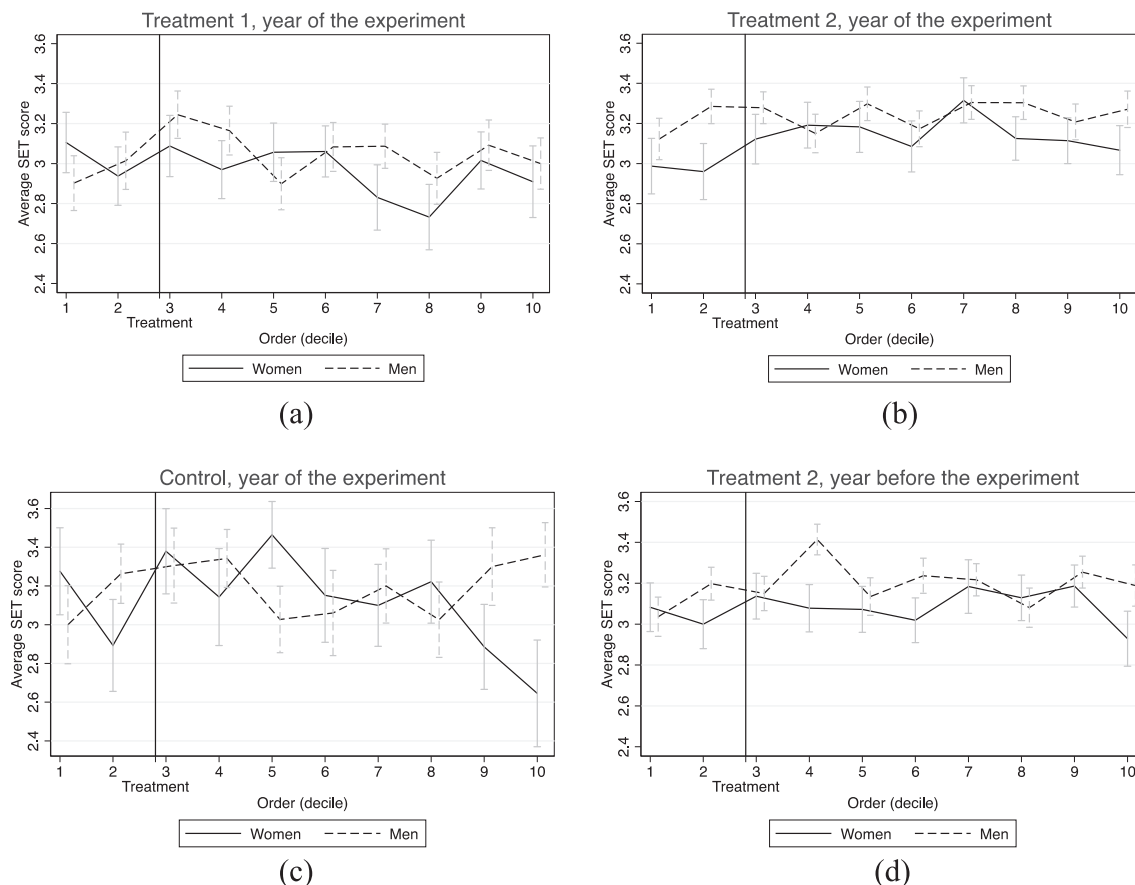 Treatment 1, year of the experiment
Average SET score
3.6
3.4
3.2
3
2.8
2.6
2.4
1 2 3 4 5 6 7 8 9 10
Treatment
Order (decile)
Women Men
(a)
Treatment 2, year of the experiment
Average SET score
3.6
3.4
3.2
3
2.8
2.6
2.4
1 2 3 4 5 6 7 8 9 10
Treatment
Order (decile)
Women Men
(b)
Control, year of the experiment
Average SET score
3.6
3.4
3.2
3
2.8
2.6
2.4
1 2 3 4 5 6 7 8 9 10
Treatment
Order (decile)
Women Men
(c)
Treatment 2, year before the experiment
Average SET score
3.6
3.4
3.2
3
2.8
2.6
2.4
1 2 3 4 5 6 7 8 9 10
Treatment
Order (decile)
Women Men
(d)